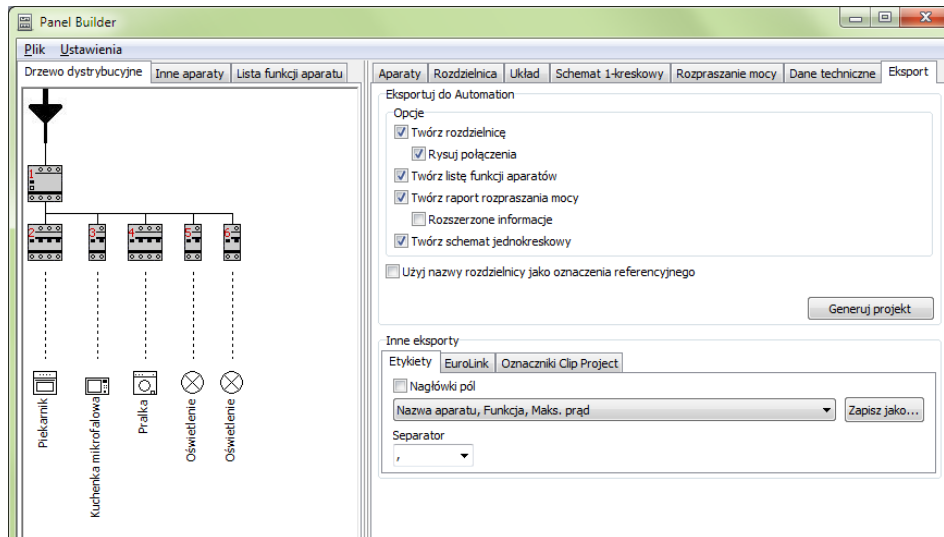 Panel Builder
Plik Ustawienia
Drzewo dystrybucyjne Inne aparaty Lista funkcji aparatu
1
2 3 4 5 6
Piekarnik
Kuchenka mikrofalowa
Pralka
Oświetlenie
Oświetlenie
Aparaty Rozdzielnica Układ Schemat 1-kreskowy Rozpraszanie mocy Dane techniczne Eksport
Eksportuj do Automation
Opcje
Twórz rozdzielnicę
Rysuj połączenia
Twórz listę funkcji aparatów
Twórz raport rozpraszania mocy
Rozszerzone informacje
Twórz schemat jednokreskowy
Użyj nazwy rozdzielnicy jako oznaczenia referencyjnego
Generuj projekt
Inne eksporty
Etykiety EuroLink Oznaczniki Clip Project
Nagłówki pól
Nazwa aparatu, Funkcja, Maks. prąd Zapisz jako...
Separator
,